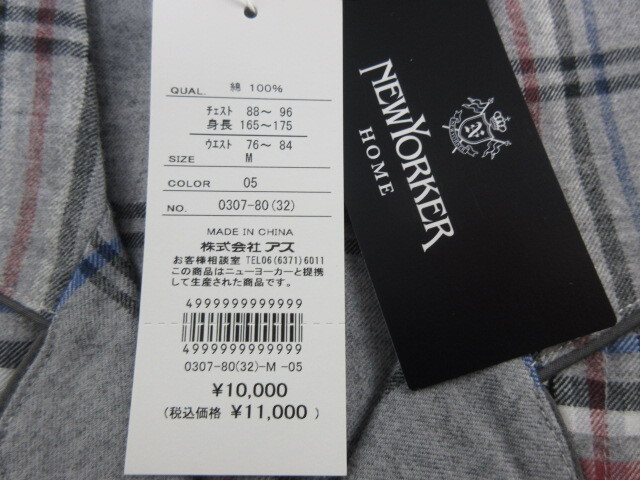 QUAL. 綿 100%
チェスト 88～ 96
身長 165～175
ウエスト 76～ 84
SIZE M
COLOR 05
NO. 0307-80(32)
MADE IN CHINA
株式会社 アズ
お客様相談室 TEL06(6371)6011
この商品はニューヨーカーと提携
して生産された商品です。
4999999999999
4999999999999
0307-80(32)-M -05
¥10,000
(税込価格 ¥11,000 )
NEWYORKER
HOME